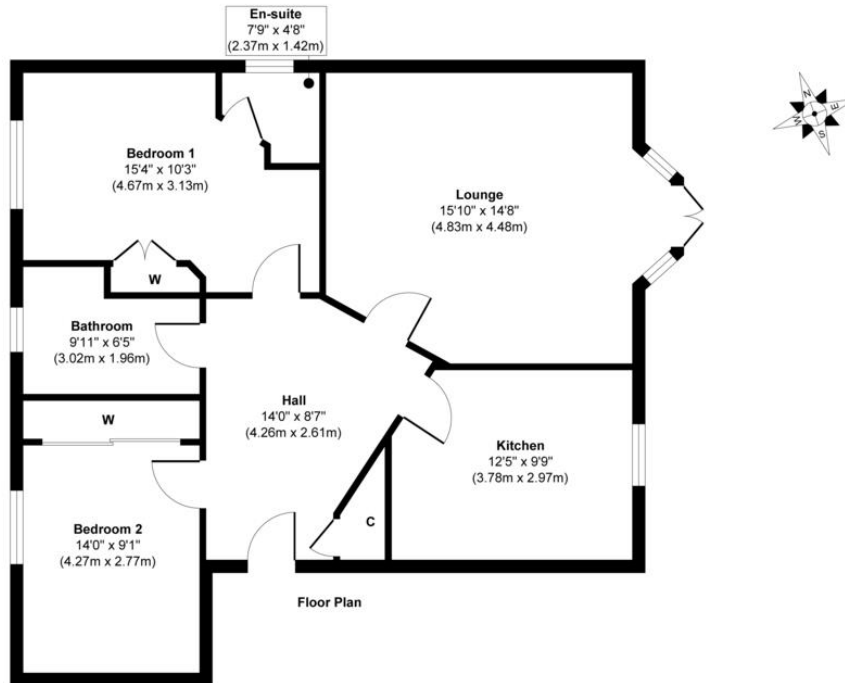 En-suite
7'9" x 4'8"
(2.37m x 1.42m)
N
E
S
W
Bedroom 1
15'4" x 10'3"
(4.67m x 3.13m)
Lounge
15'10" x 14'8"
(4.83m x 4.48m)
W
Bathroom
9'11" x 6'5"
(3.02m x 1.96m)
Hall
14'0" x 8'7"
(4.26m x 2.61m)
W
Kitchen
12'5" x 9'9"
(3.78m x 2.97m)
C
Bedroom 2
14'0" x 9'1"
(4.27m x 2.77m)
Floor Plan